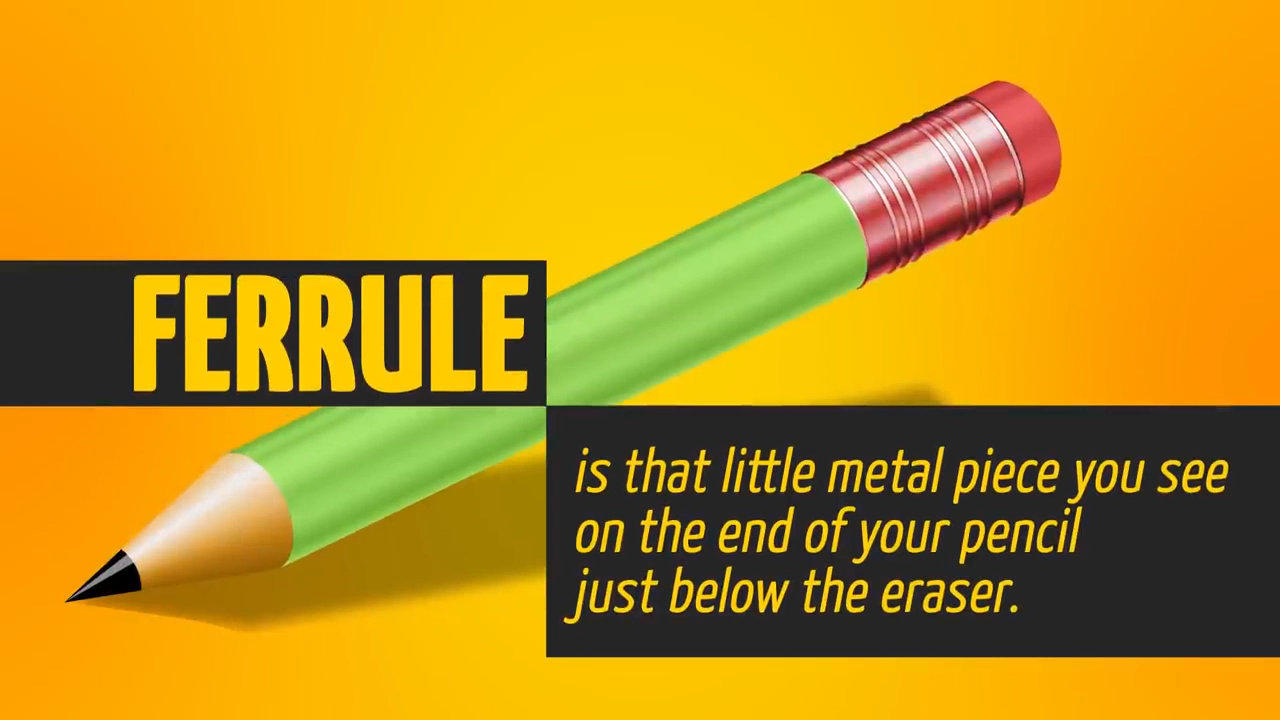 FERRULE
is that little metal piece you see
on the end of your pencil
just below the eraser.